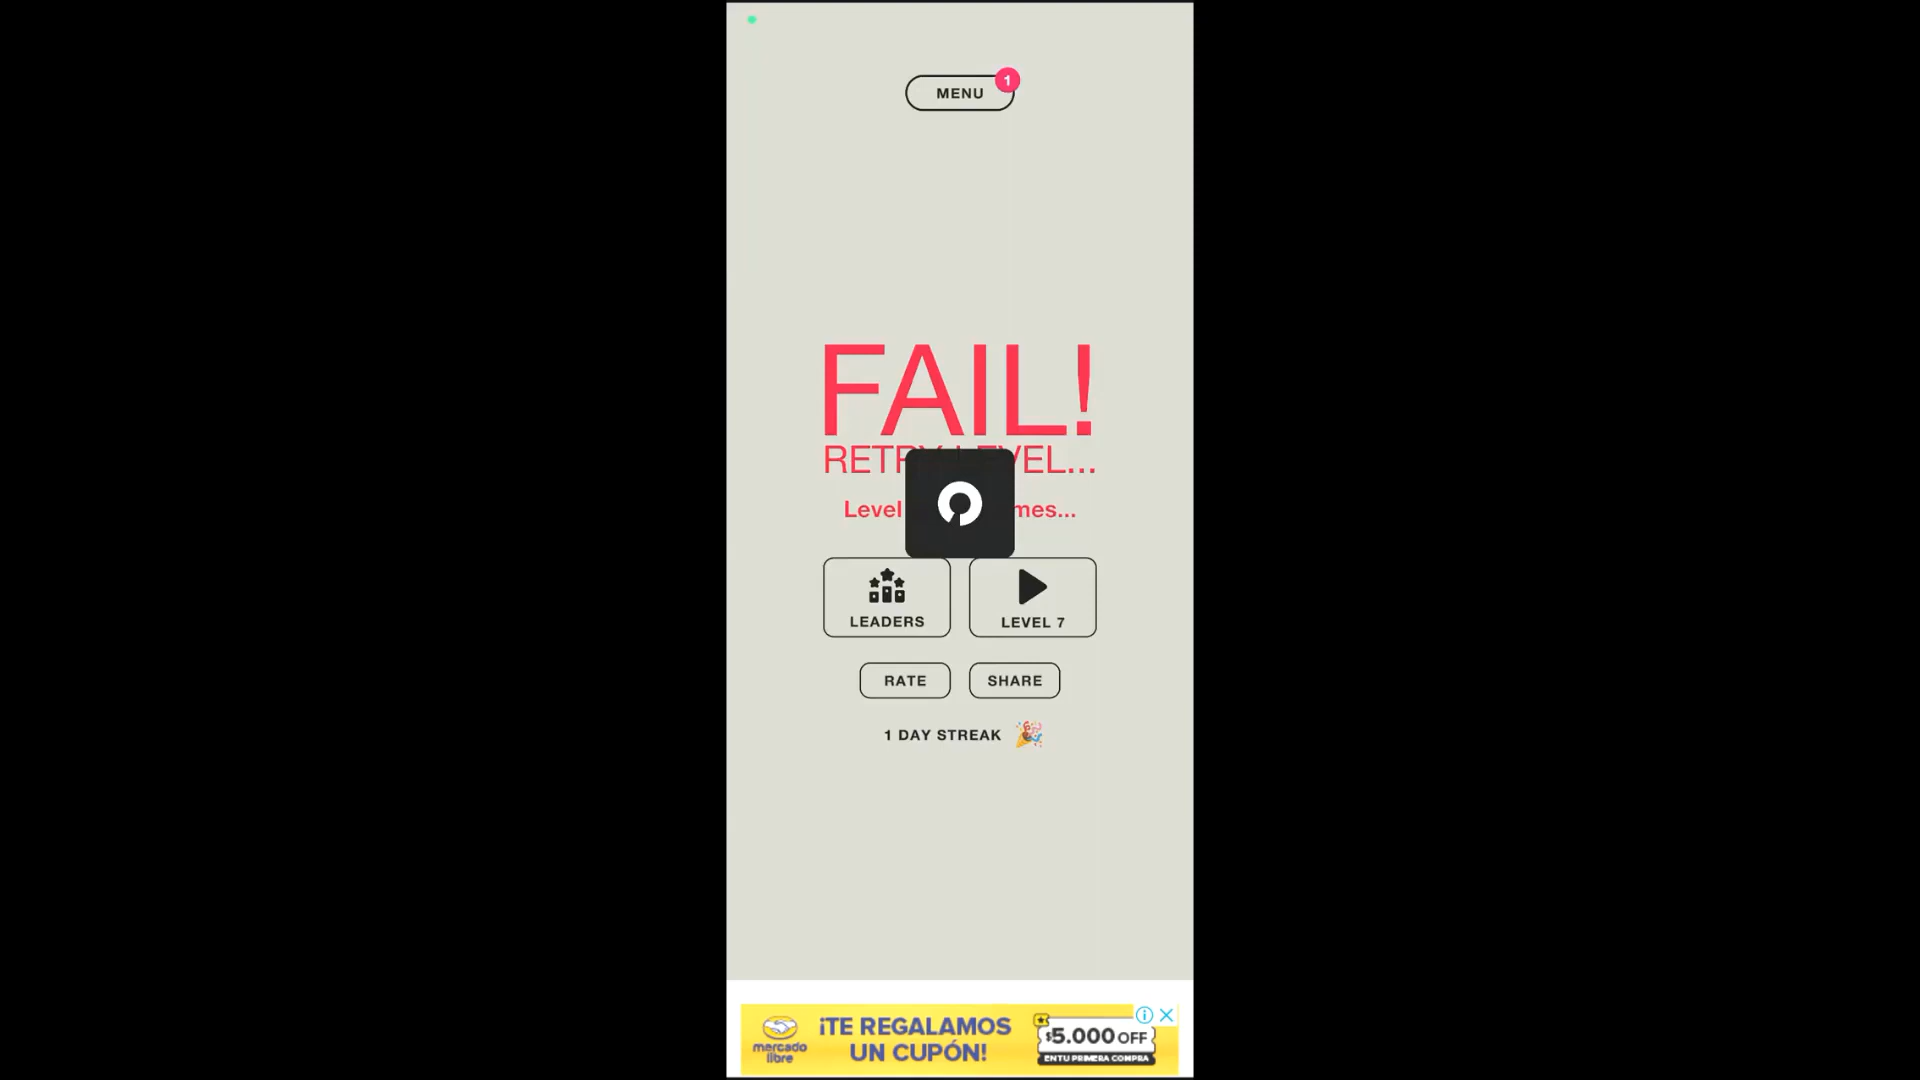 MENU
1
FAIL!
Level mes...
LEADERS
LEVEL 7
RATE
SHARE
1 DAY STREAK
¡TE REGALAMOS
UN CUPÓN!
mercado
libre
$5.000 OFF
EN TU PRIMERA COMPRA